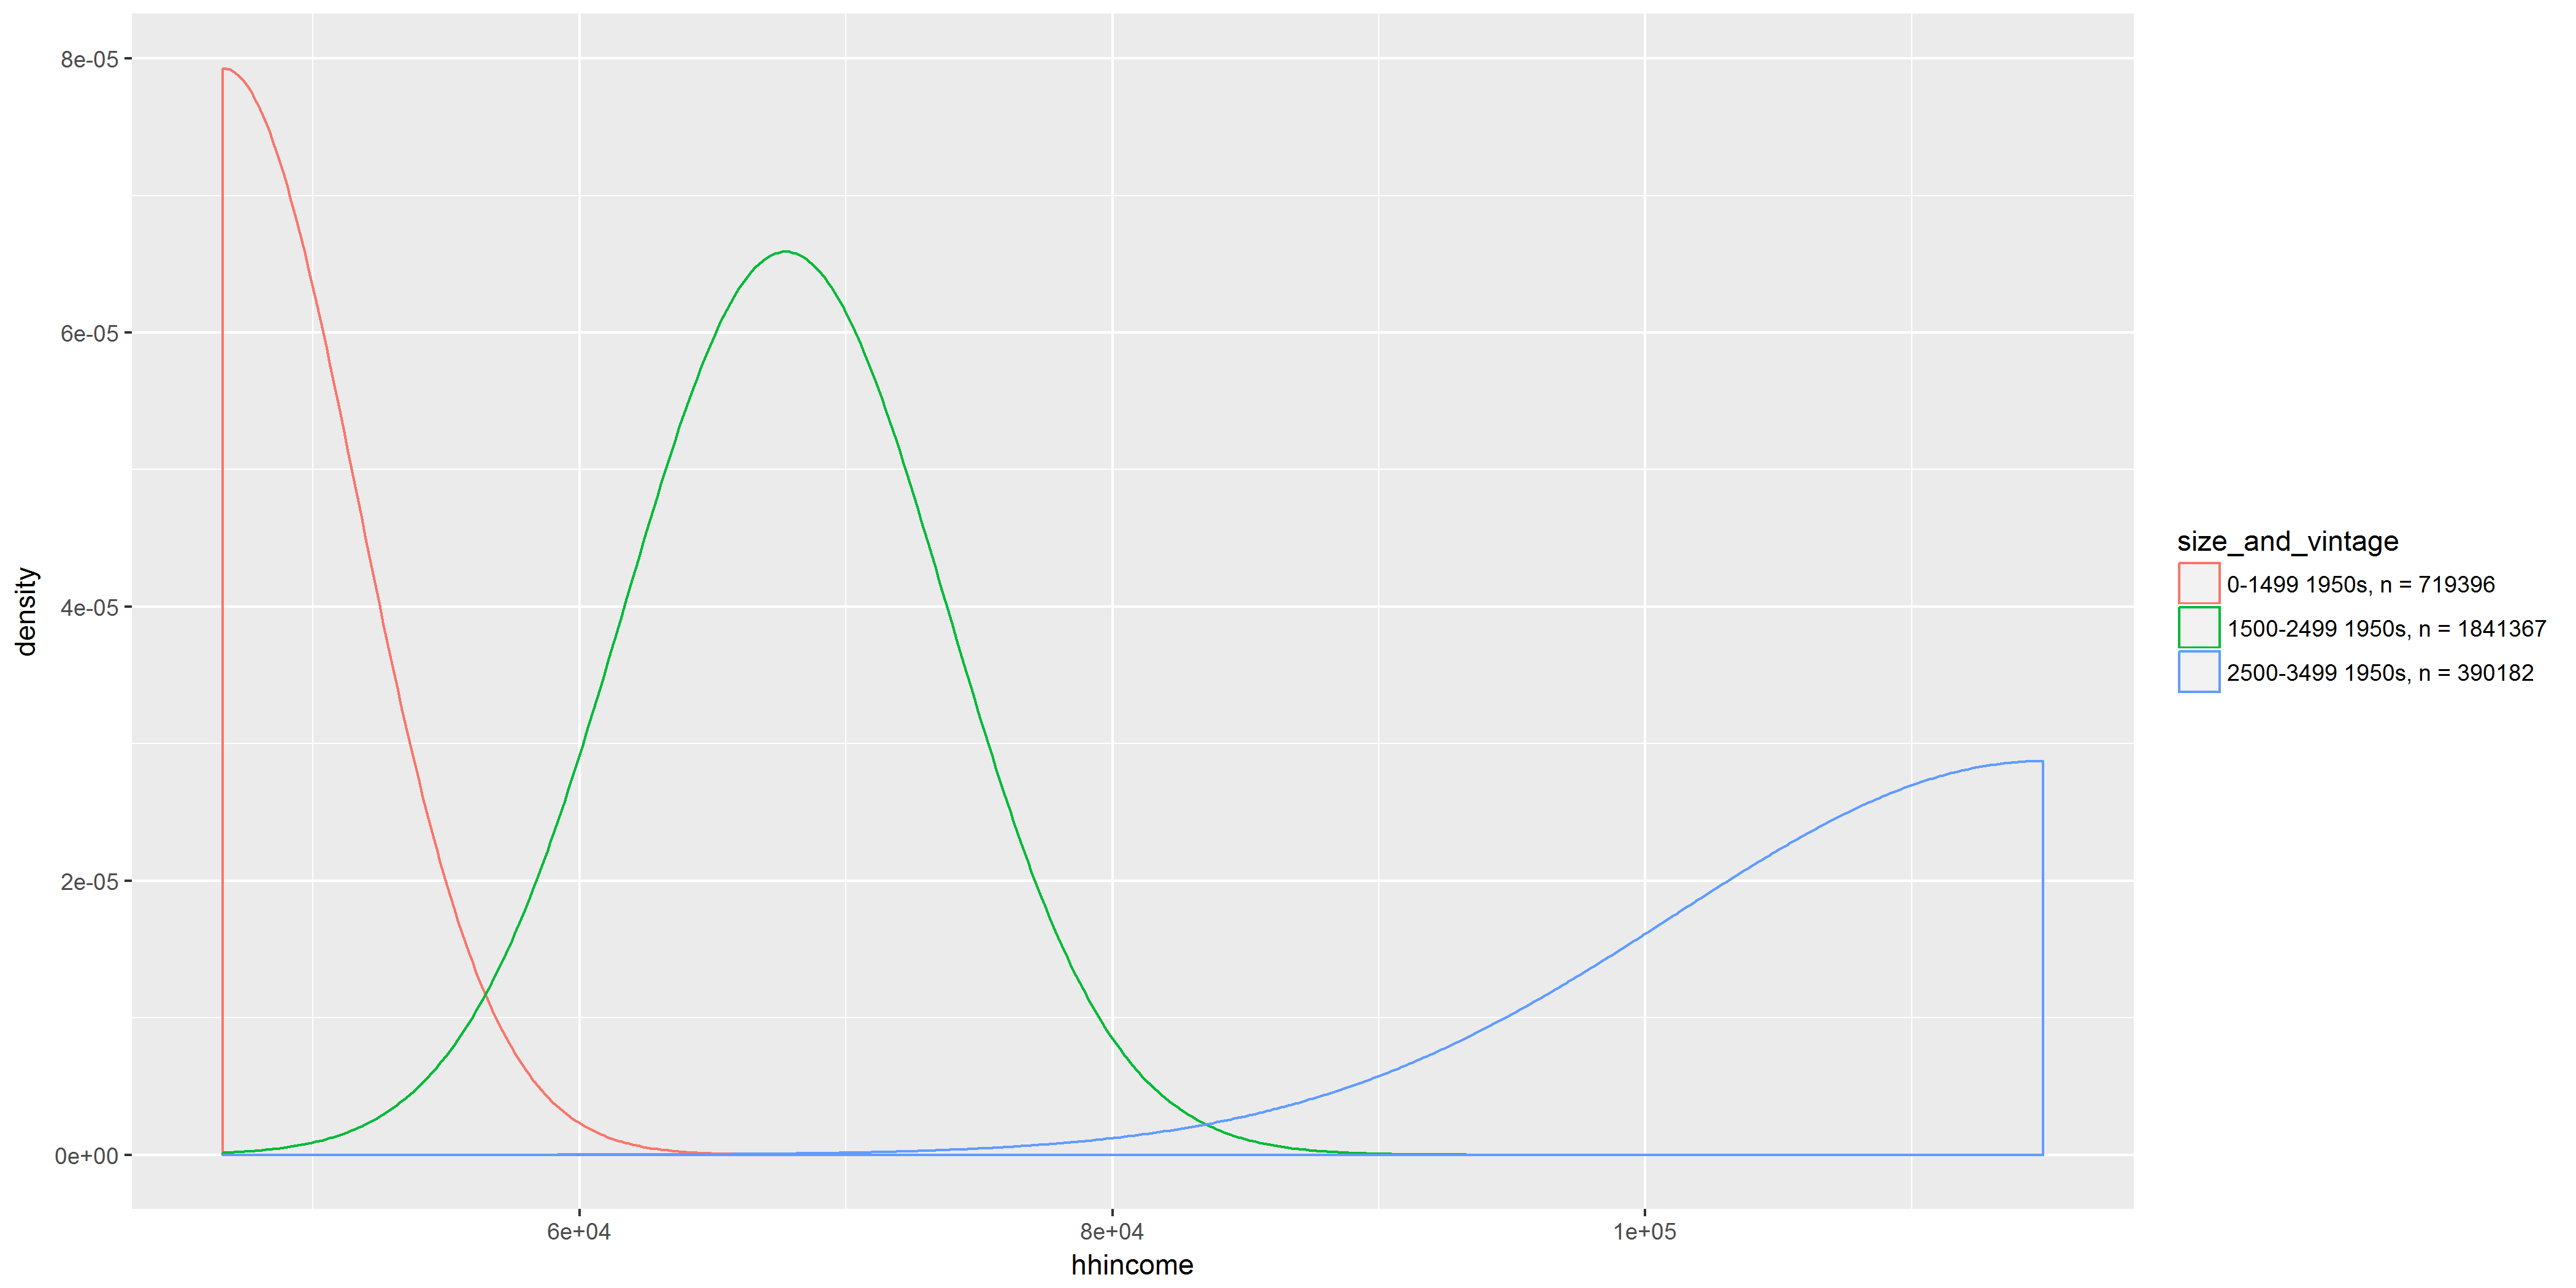 8e-05
6e-05
4e-05
2e-05
0e+00
density
6e+04
8e+04
1e+05
hhincome
size_and_vintage
0-1499 1950s, n = 719396
1500-2499 1950s, n = 1841367
2500-3499 1950s, n = 390182